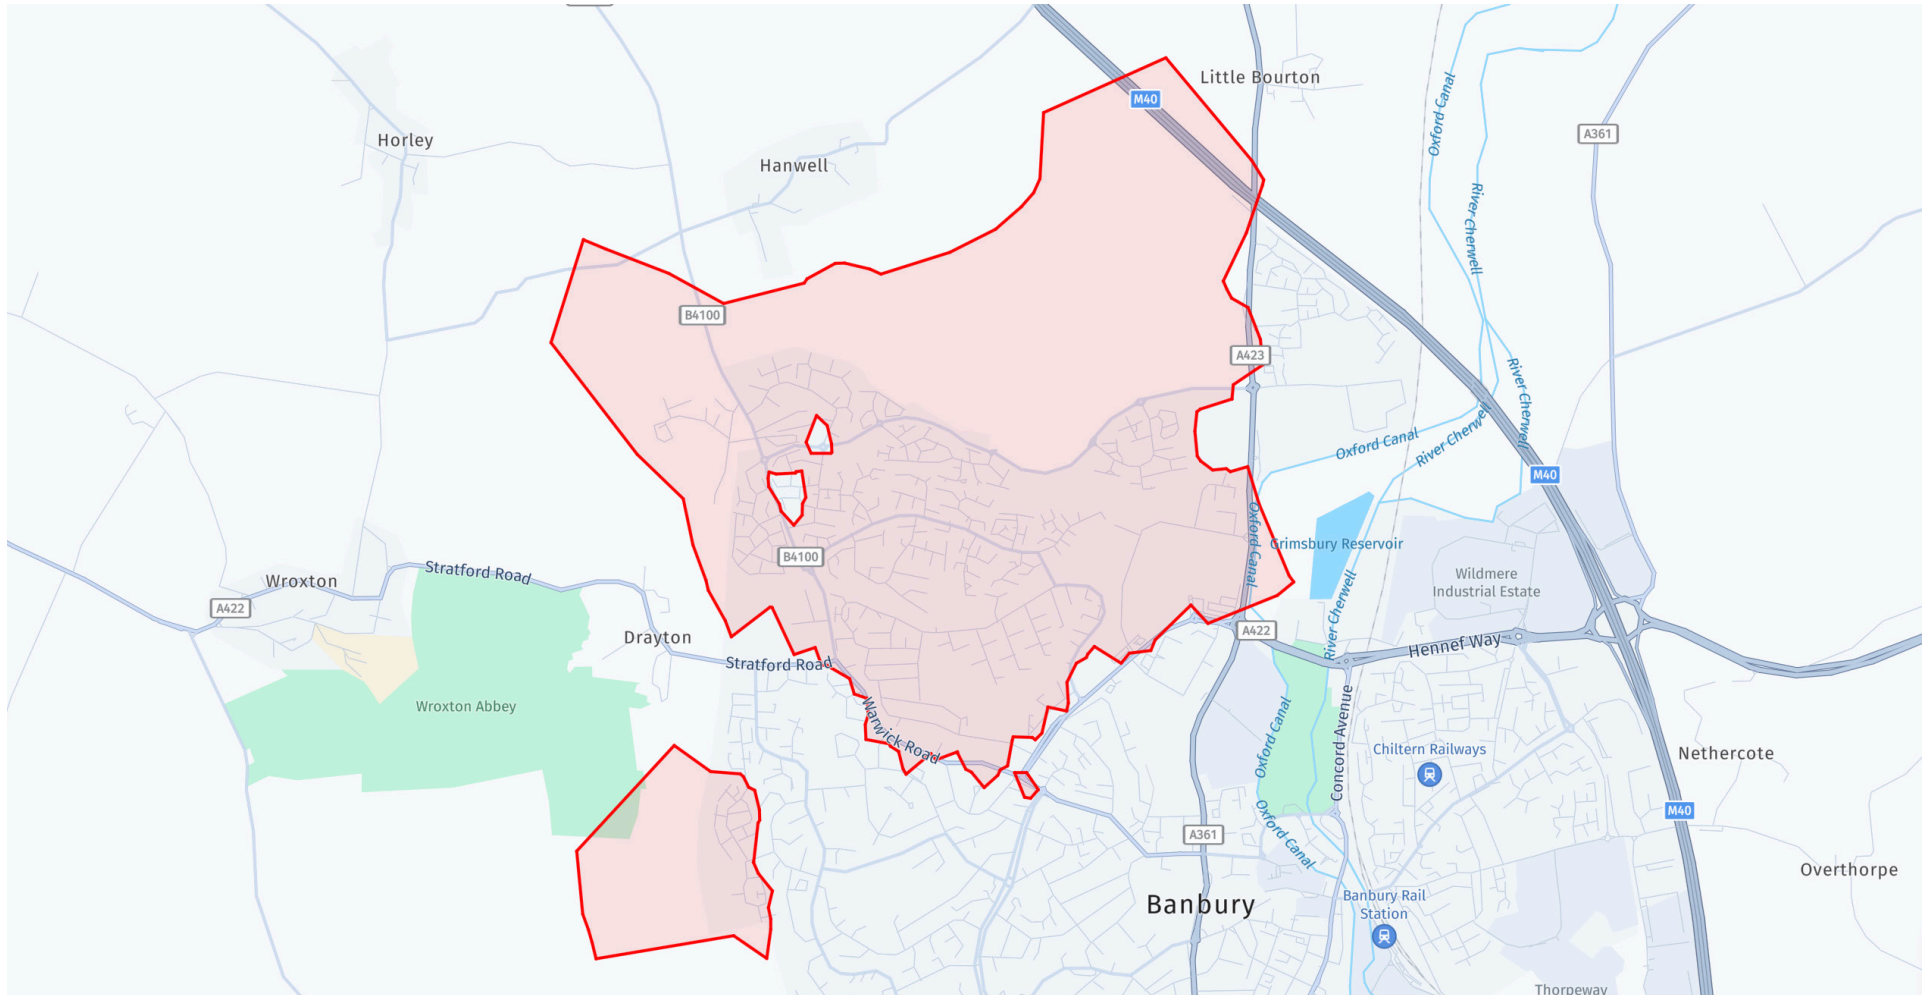 Little Bourton
M40
Oxford Canal
A361
Horley
Hanwell
River Cherwell
B4100
A423
River Cherwell
Oxford Canal
River Cherwell
M40
Oxford Canal
Grimsbury Reservoir
B4100
Stratford Road
Wroxton
A422
Wildmere
Industrial Estate
River Cherwell
Drayton
A422
Hennef Way
Stratford Road
Wroxton Abbey
Warwick Road
Oxford Canal
Concord Avenue
Chiltern Railways
Nethercote
M40
A361
Oxford Canal
Overthorpe
Banbury
Banbury Rail
Station
Thorpeway